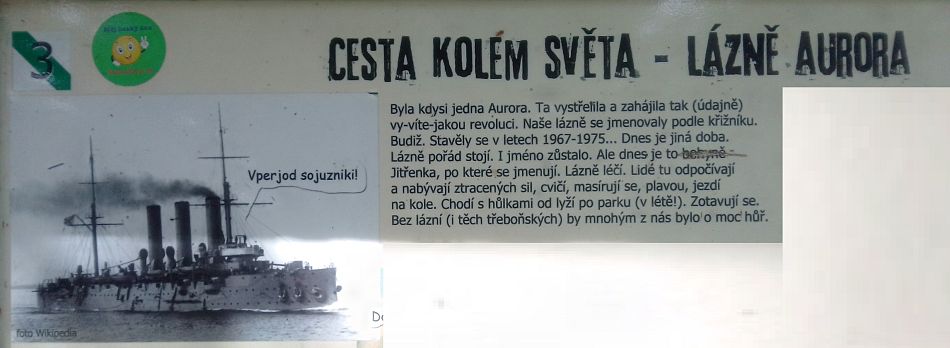 3
CESTA KOLEM SVĚTA - LÁZNĚ AURORA
Byla kdysi jedna Aurora. Ta vystřelila a zahájila tak (údajně)
vy-víte-jakou revoluci. Naše lázně se jmenovaly podle křižníku.
Budiž. Stavěly se v letech 1967-1975... Dnes je jiná doba.
Lázně pořád stojí. I jméno zůstalo. Ale dnes je to bohyně
Jitřenka, po které se jmenují. Lázně léčí. Lidé tu odpočívají
a nabývají ztracených sil, cvičí, masírují se, plavou, jezdí
na kole. Chodí s hůlkami od lyží po parku (v létě!). Zotavují se.
Bez lázní (i těch třeboňských) by mnohým z nás bylo o moc hůř.
Vperjod sojuzniki!
foto Wikipedia